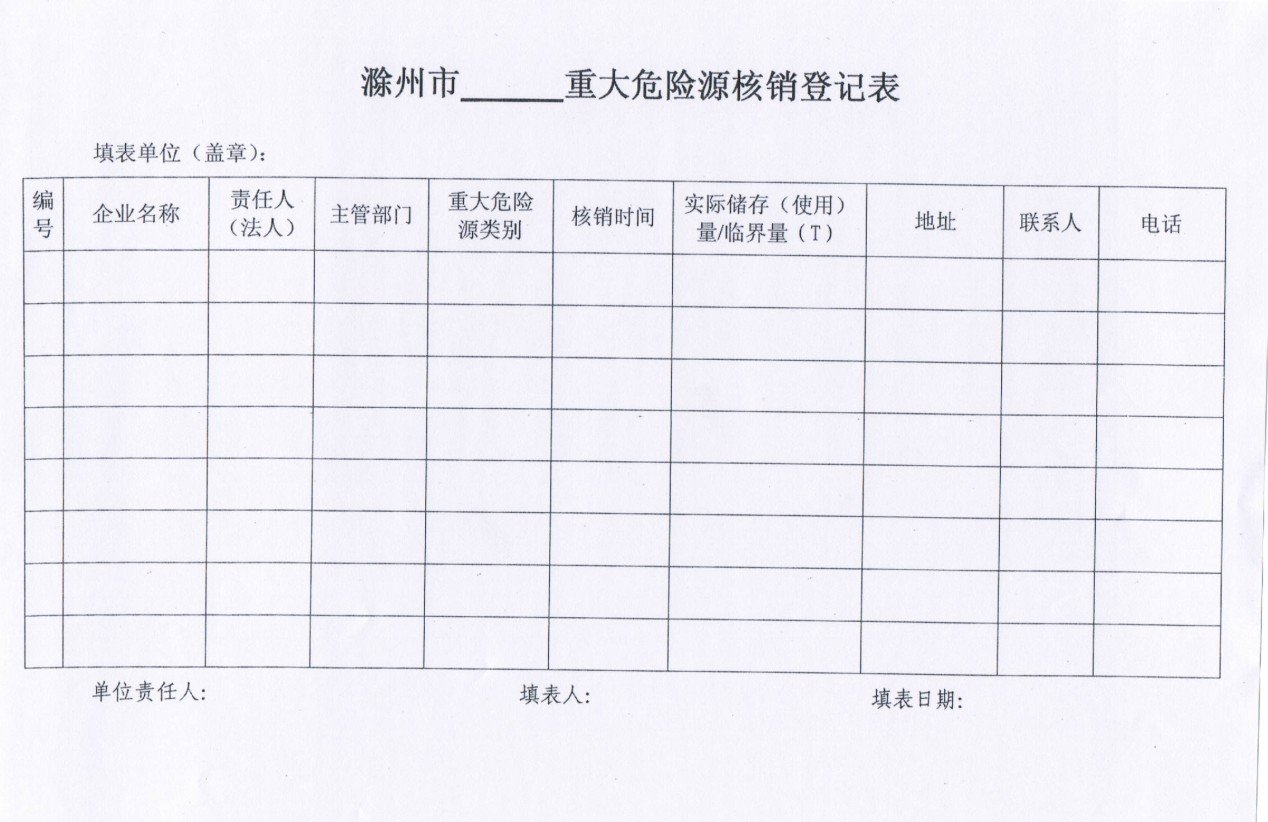 滁州市______重大危险源核销登记表
填表单位（盖章）：
编号 企业名称 责任人（法人） 主管部门 重大危险源类别 核销时间 实际储存（使用）量/临界量（T） 地址 联系人 电话
单位责任人： 填表人： 填表日期：